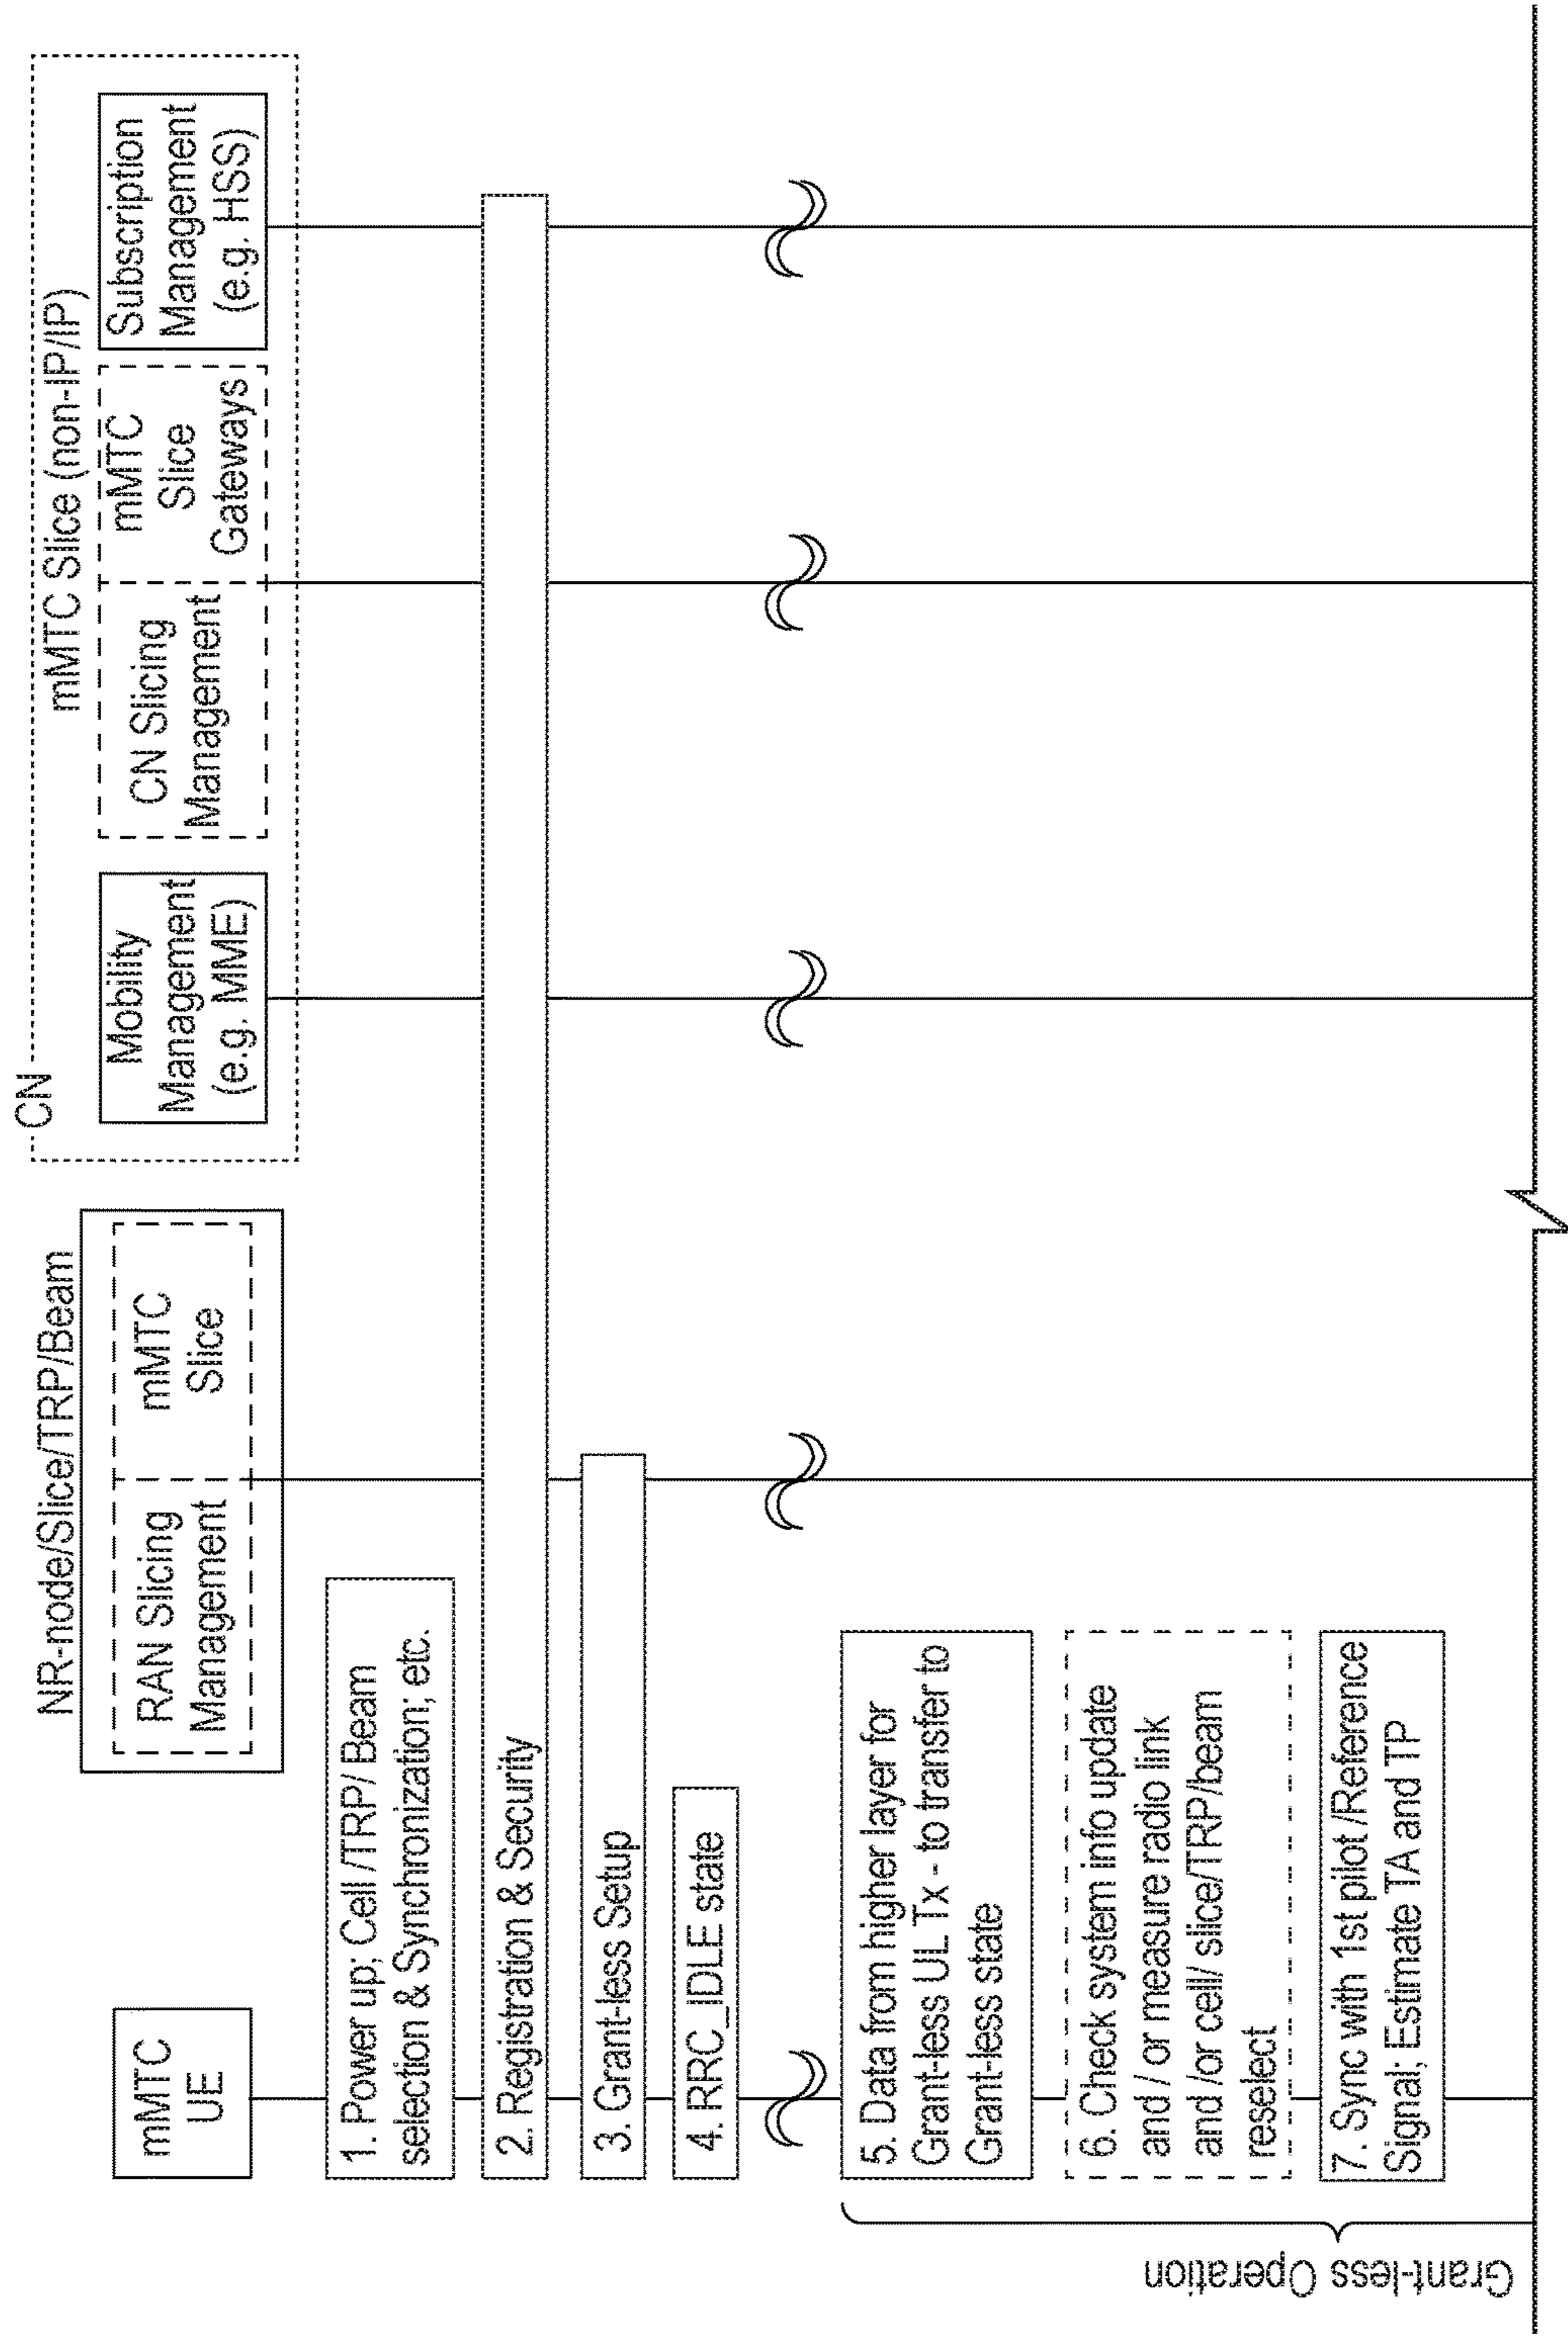 CN
mMTC Slice (non-IP/IP)
NR-node/Slice/TRP/Beam
mMTC
UE
RAN Slicing
Management
mMTC
Slice
Mobility
Management
(e.g. MME)
CN Slicing
Management
mMTC
Slice
Gateways
Subscription
Management
(e.g. HSS)
1. Power up; Cell /TRP/ Beam
selection & Synchronization; etc.
2. Registration & Security
3. Grant-less Setup
4. RRC_IDLE state
5. Data from higher layer for
Grant-less UL Tx - to transfer to
Grant-less state
6. Check system info update
and / or measure radio link
and /or cell/ slice/TRP/beam
reselect
7. Sync with 1st pilot /Reference
Signal; Estimate TA and TP
Grant-less Operation